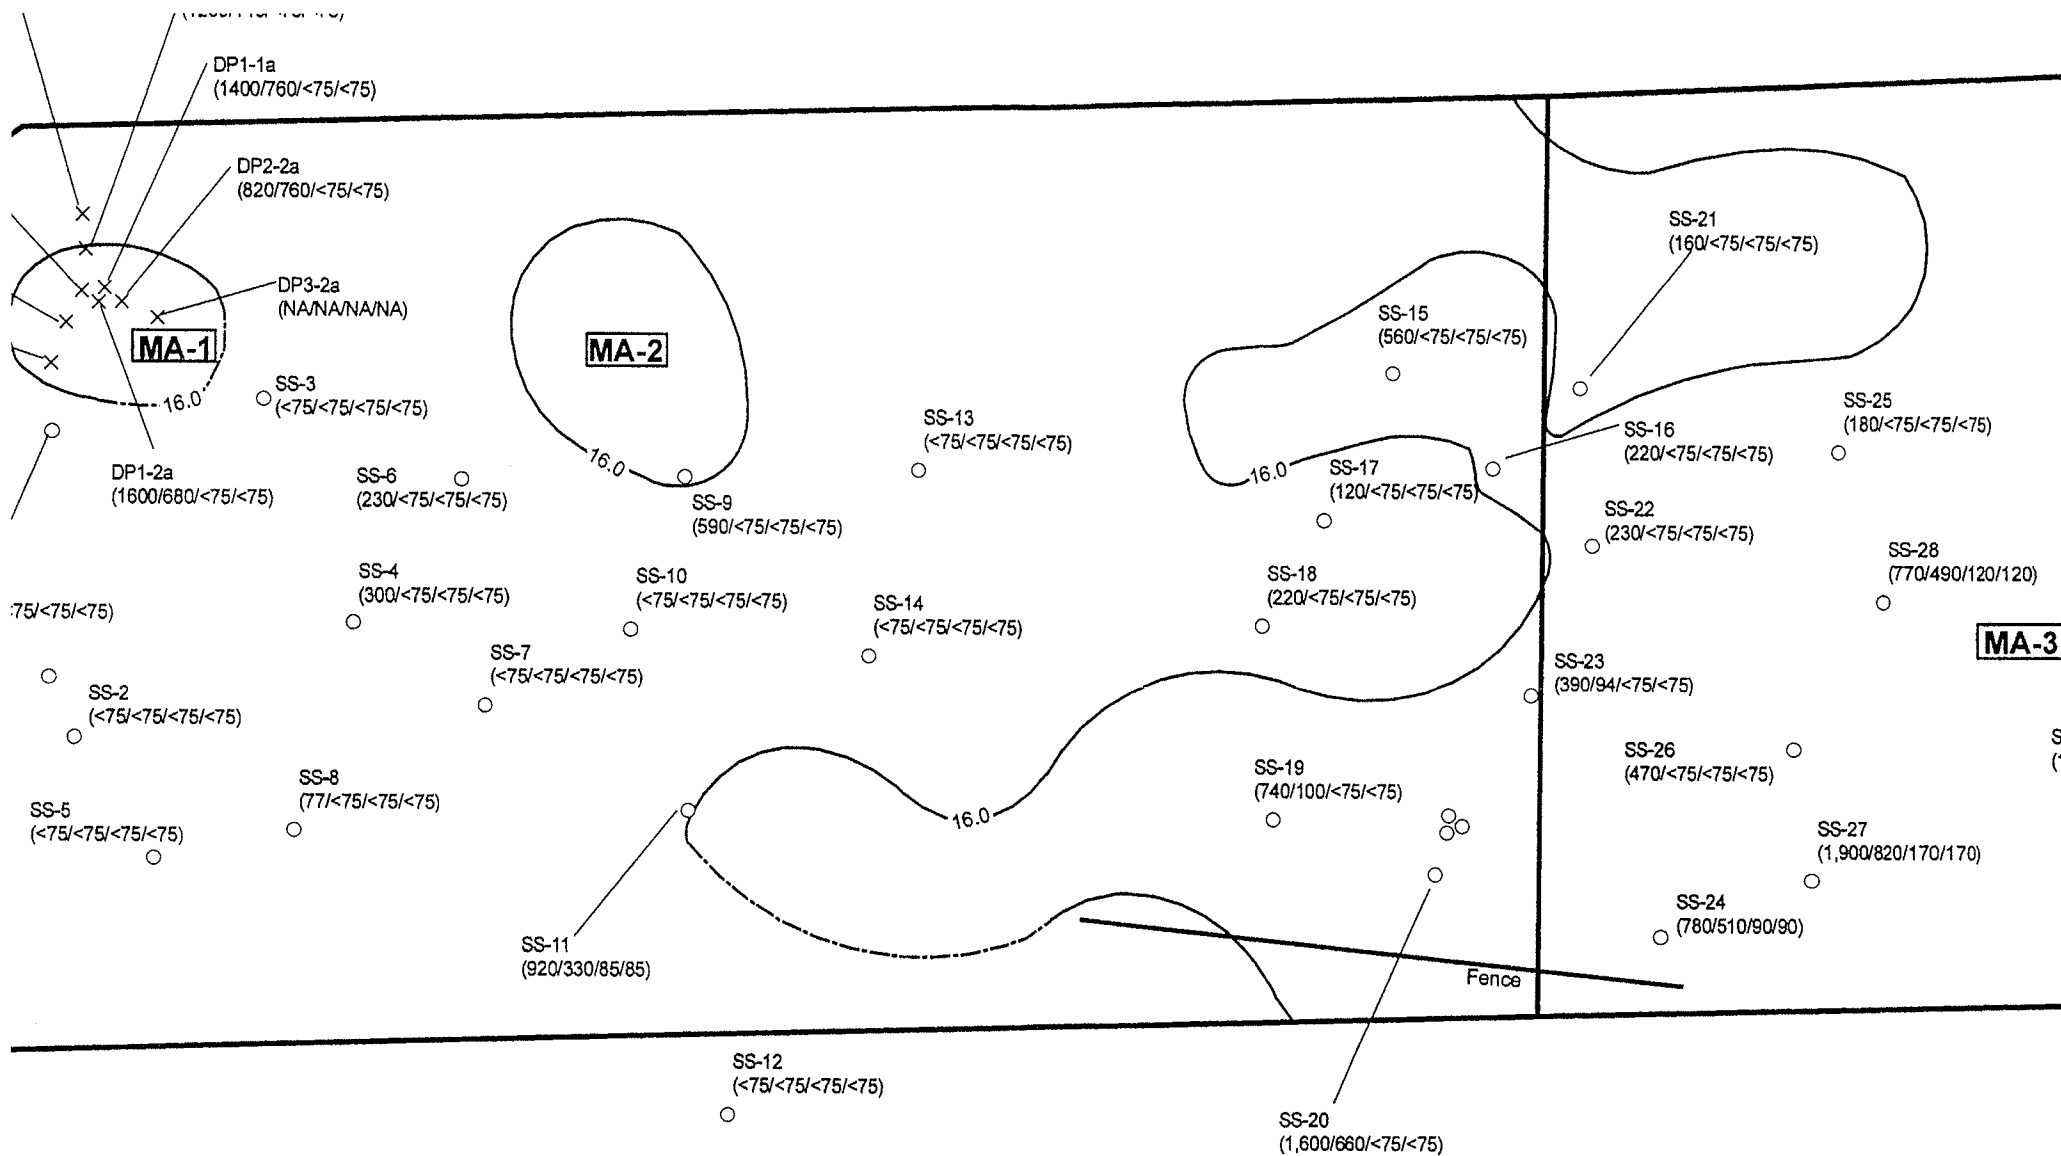 DP1-1a
(1400/760/<75/<75)
DP2-2a
(820/760/<75/<75)
SS-21
(160/<75/<75/<75)
DP3-2a
(NA/NA/NA/NA)
MA-1
MA-2
SS-15
(560/<75/<75/<75)
16.0
SS-3
(<75/<75/<75/<75)
SS-13
(<75/<75/<75/<75)
SS-25
(180/<75/<75/<75)
SS-16
(220/<75/<75/<75)
16.0
16.0
DP1-2a
(1600/680/<75/<75)
SS-6
(230/<75/<75/<75)
SS-9
(590/<75/<75/<75)
SS-17
(120/<75/<75/<75)
SS-22
(230/<75/<75/<75)
SS-28
(770/490/120/120)
SS-4
(300/<75/<75/<75)
SS-10
(<75/<75/<75/<75)
SS-14
(<75/<75/<75/<75)
SS-18
(220/<75/<75/<75)
75/<75/<75)
MA-3
SS-7
(<75/<75/<75/<75)
SS-23
(390/94/<75/<75)
SS-2
(<75/<75/<75/<75)
SS-26
(470/<75/<75/<75)
SS-8
(77/<75/<75/<75)
SS-19
(740/100/<75/<75)
SS-5
(<75/<75/<75/<75)
16.0
SS-27
(1,900/820/170/170)
SS-24
(780/510/90/90)
SS-11
(920/330/85/85)
Fence
SS-12
(<75/<75/<75/<75)
SS-20
(1,600/660/<75/<75)